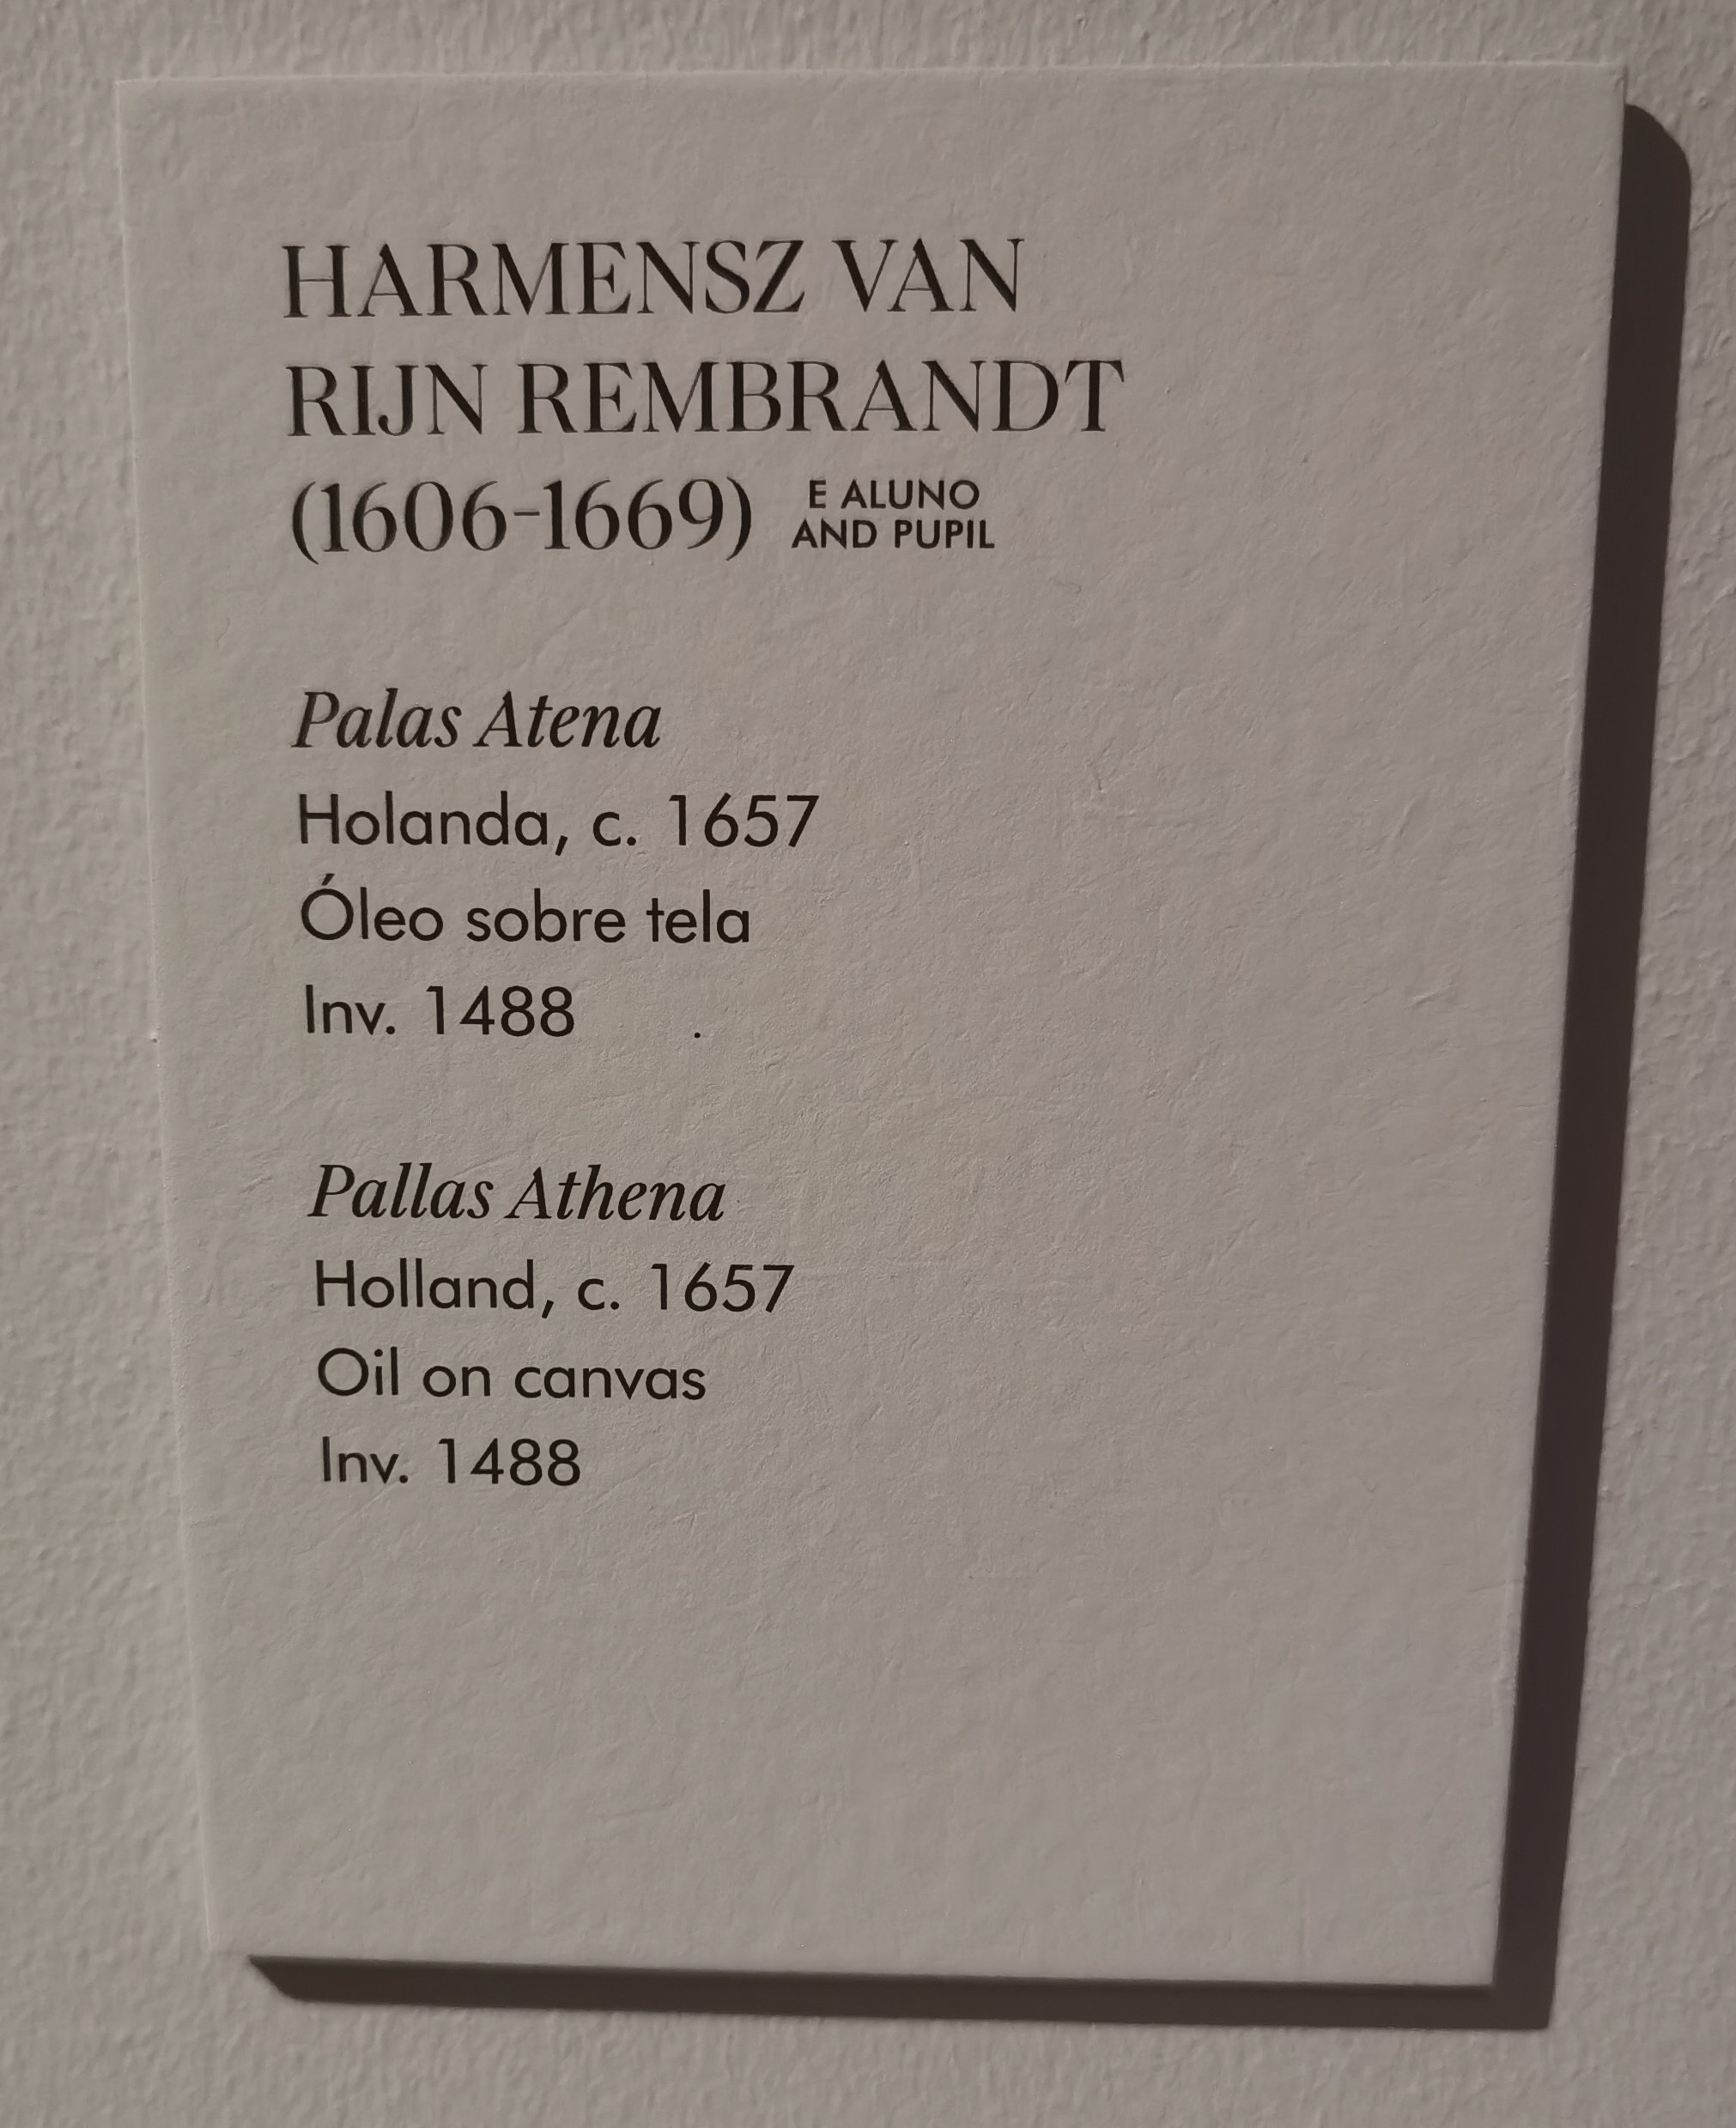 HARMENSZ VAN
RIJN REMBRANDT
(1606-1669) E ALUNO
AND PUPIL
Palas Atena
Holanda, c. 1657
Óleo sobre tela
Inv. 1488
Pallas Athena
Holland, c. 1657
Oil on canvas
Inv. 1488